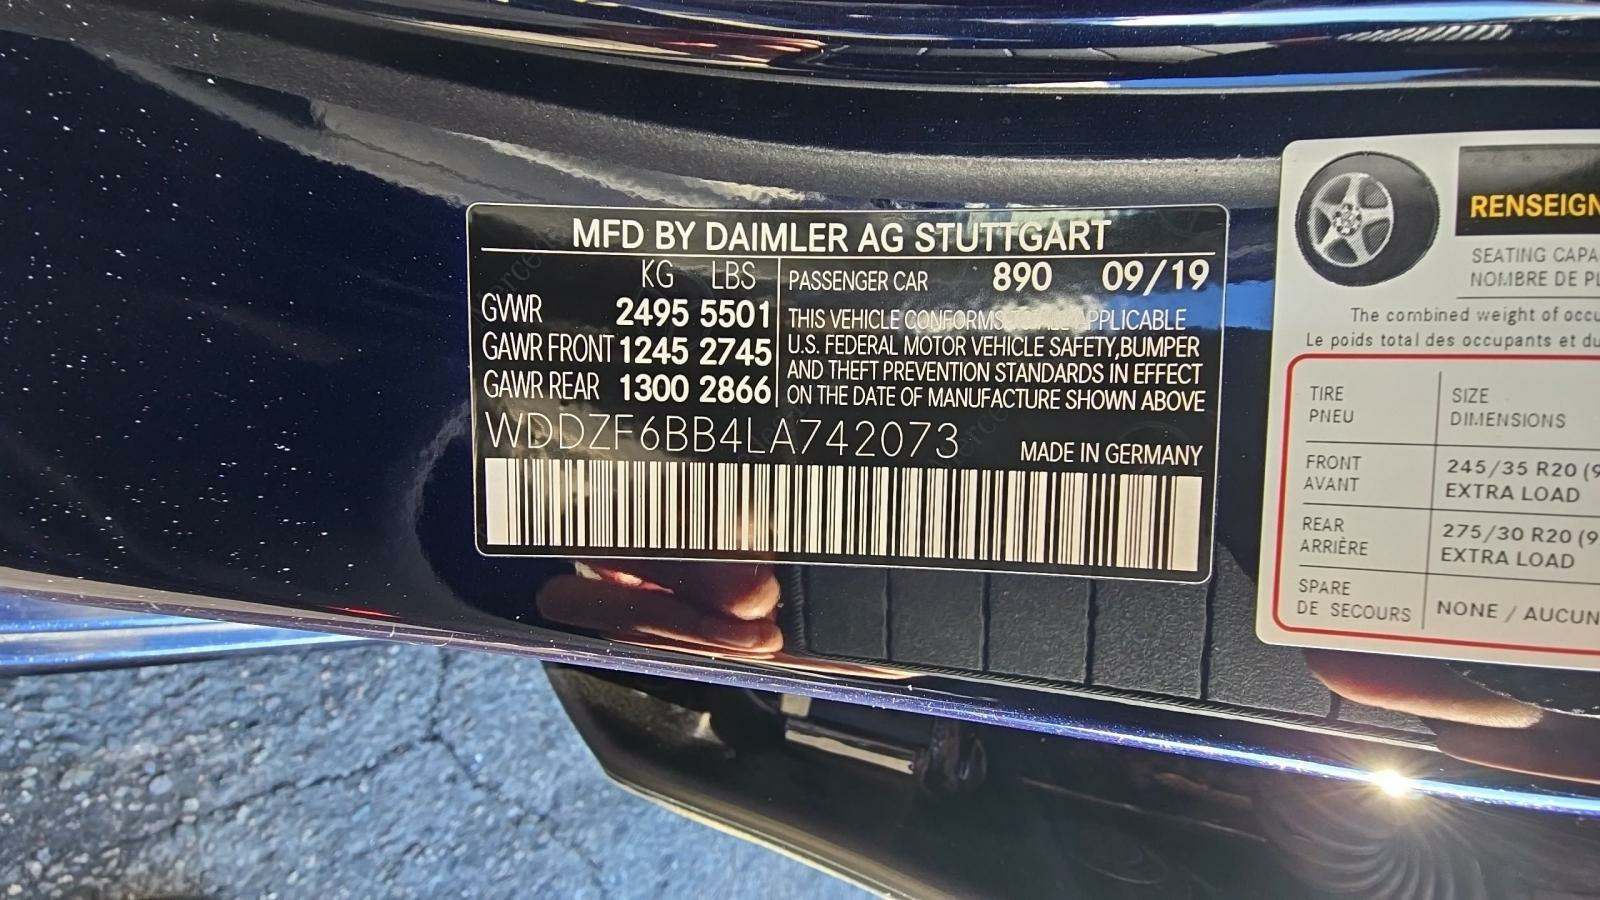 MFD BY DAIMLER AG STUTTGART
KG LBS
GVWR 2495 5501
GAWR FRONT 1245 2745
GAWR REAR 1300 2866
PASSENGER CAR 890 09/19
THIS VEHICLE CONFORMS TO ALL APPLICABLE
U.S. FEDERAL MOTOR VEHICLE SAFETY,BUMPER
AND THEFT PREVENTION STANDARDS IN EFFECT
ON THE DATE OF MANUFACTURE SHOWN ABOVE
WDDZF6BB4LA742073
MADE IN GERMANY
RENSEIGN
SEATING CAPA
NOMBRE DE PL
The combined weight of occu
Le poids total des occupants et du
TIRE SIZE
PNEU DIMENSIONS
FRONT 245/35 R20 (9
AVANT EXTRA LOAD
REAR 275/30 R20 (9
ARRIÈRE EXTRA LOAD
SPARE
DE SECOURS NONE / AUCUN